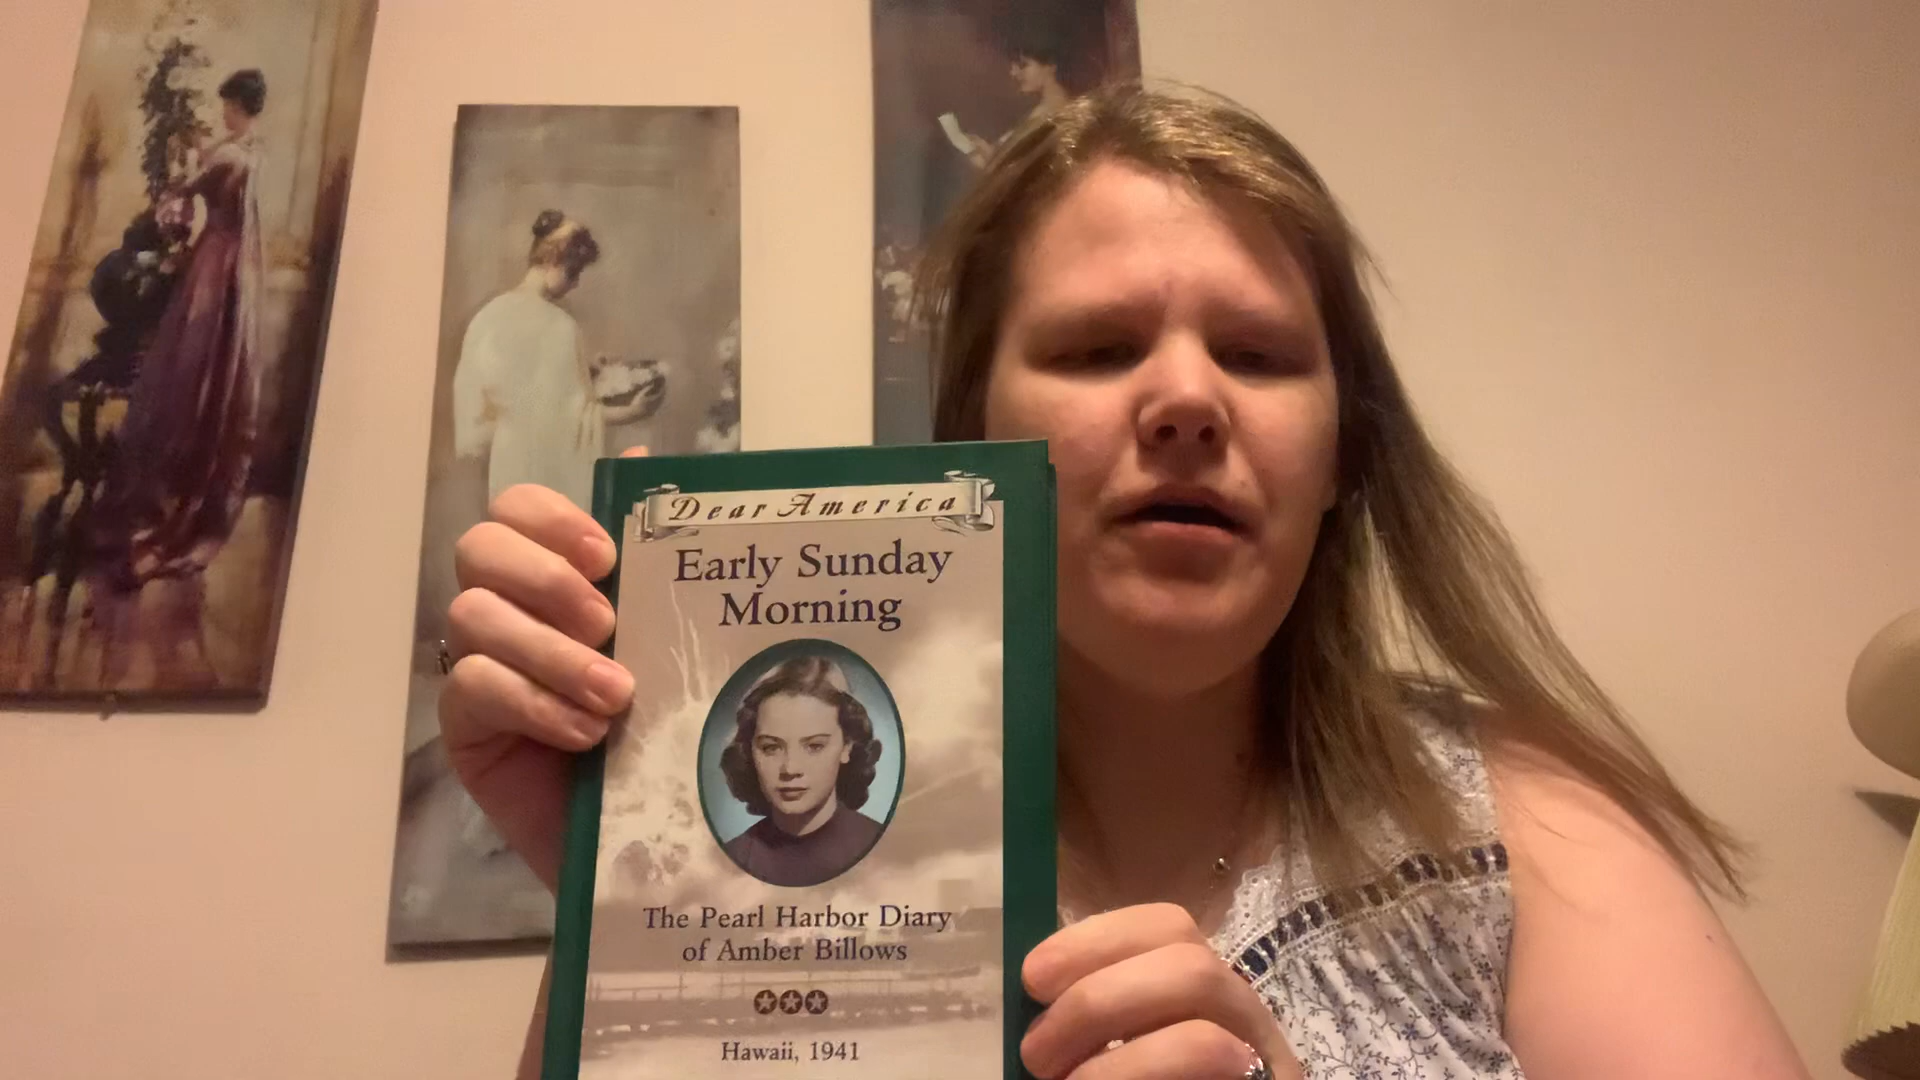 Dear America
Early Sunday
Morning
The Pearl Harbor Diary
of Amber Billows
Hawaii, 1941